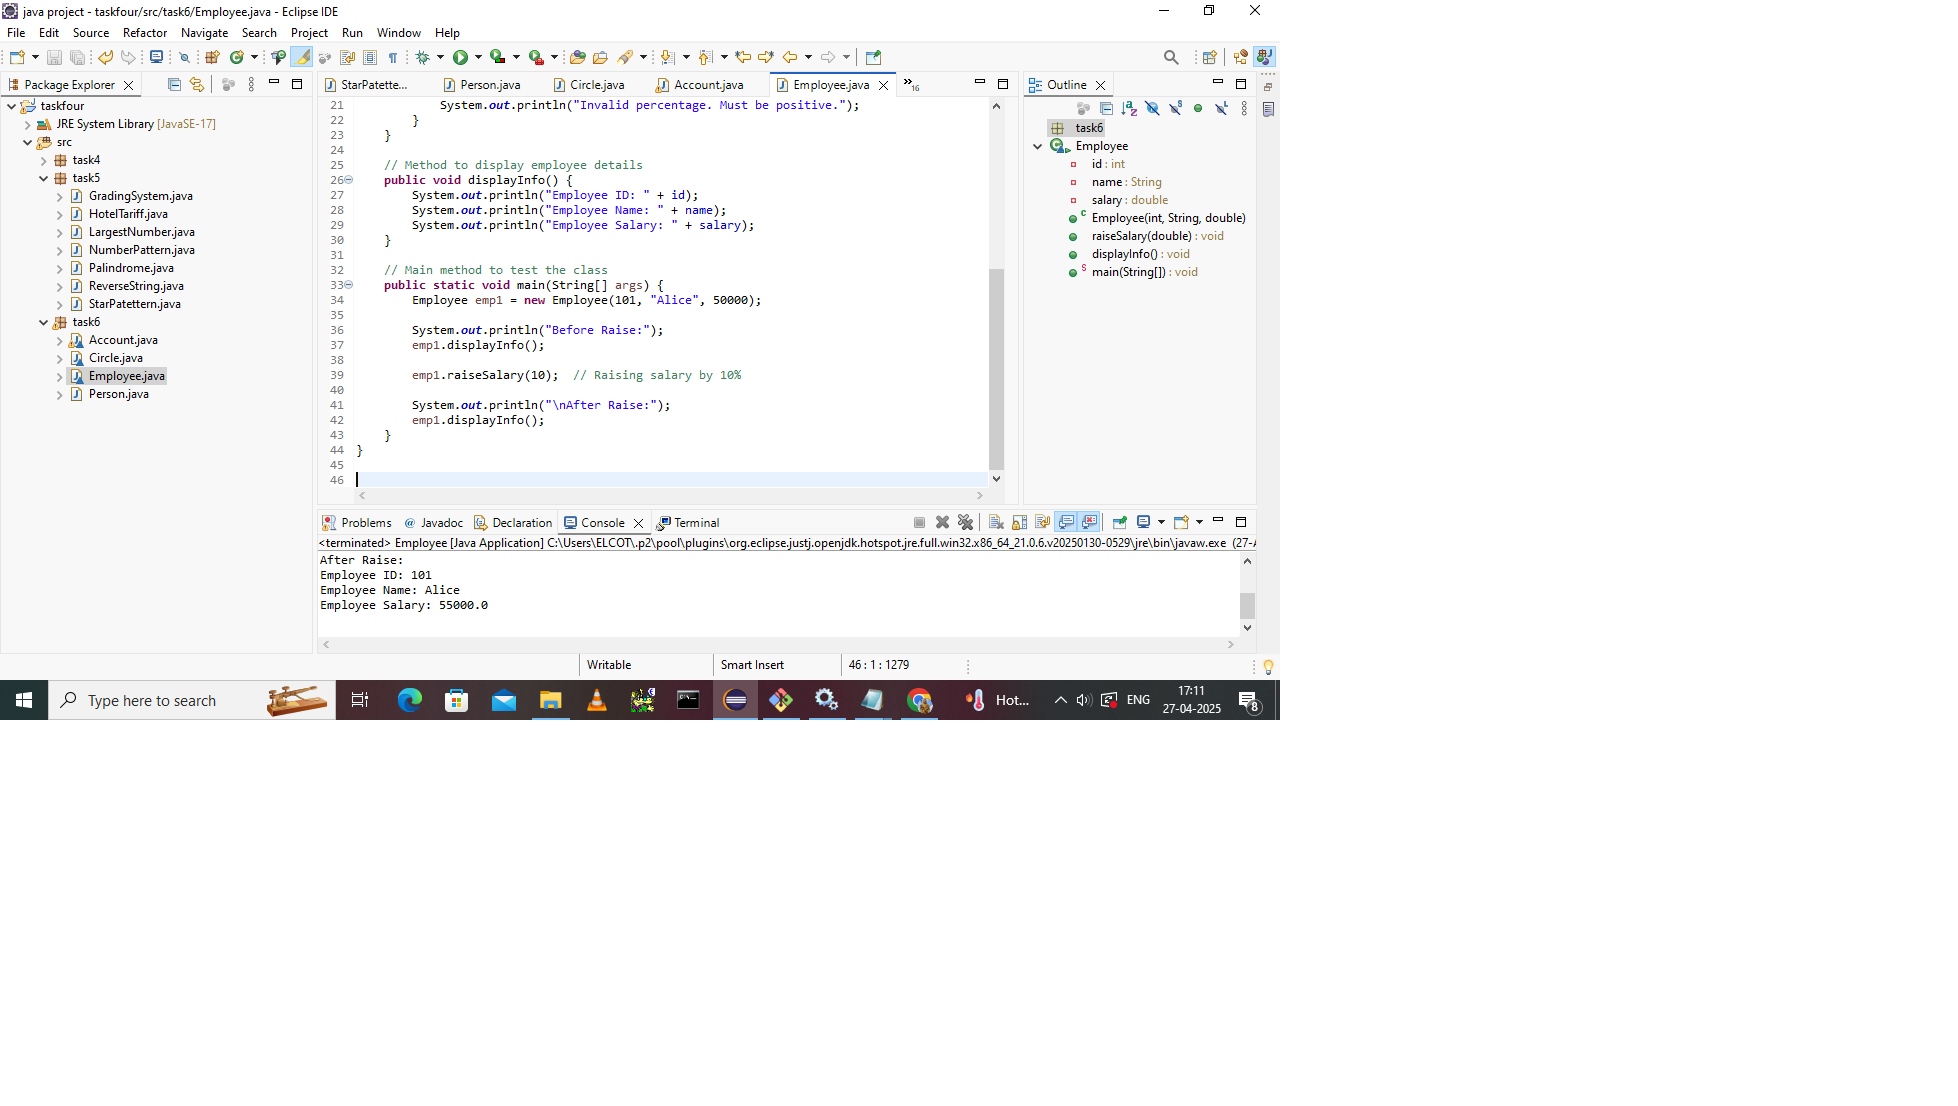 java project - taskfour/src/task6/Employee.java - Eclipse IDE
File Edit Source Refactor Navigate Search Project Run Window Help
Package Explorer
taskfour
JRE System Library [JavaSE-17]
src
task4
task5
GradingSystem.java
HotelTariff.java
LargestNumber.java
NumberPattern.java
Palindrome.java
ReverseString.java
StarPatettern.java
task6
Account.java
Circle.java
Employee.java
Person.java
StarPatette... Person.java Circle.java Account.java Employee.java »16
21 System.out.println("Invalid percentage. Must be positive.");
22 }
23 }
24
25 // Method to display employee details
26 public void displayInfo() {
27 System.out.println("Employee ID: " + id);
28 System.out.println("Employee Name: " + name);
29 System.out.println("Employee Salary: " + salary);
30 }
31
32 // Main method to test the class
33 public static void main(String[] args) {
34 Employee emp1 = new Employee(101, "Alice", 50000);
35
36 System.out.println("Before Raise:");
37 emp1.displayInfo();
38
39 emp1.raiseSalary(10);  // Raising salary by 10%
40
41 System.out.println("\nAfter Raise:");
42 emp1.displayInfo();
43 }
44 }
45
46
Outline
task6
Employee
id : int
name : String
salary : double
Employee(int, String, double)
raiseSalary(double) : void
displayInfo() : void
main(String[]) : void
Problems @ Javadoc Declaration Console Terminal
<terminated> Employee [Java Application] C:\Users\ELCOT\.p2\pool\plugins\org.eclipse.justj.openjdk.hotspot.jre.full.win32.x86_64_21.0.6.v20250130-0529\jre\bin\javaw.exe (27-A
After Raise:
Employee ID: 101
Employee Name: Alice
Employee Salary: 55000.0
Writable Smart Insert 46 : 1 : 1279
Type here to search
Hot...
ENG
17:11
27-04-2025
8